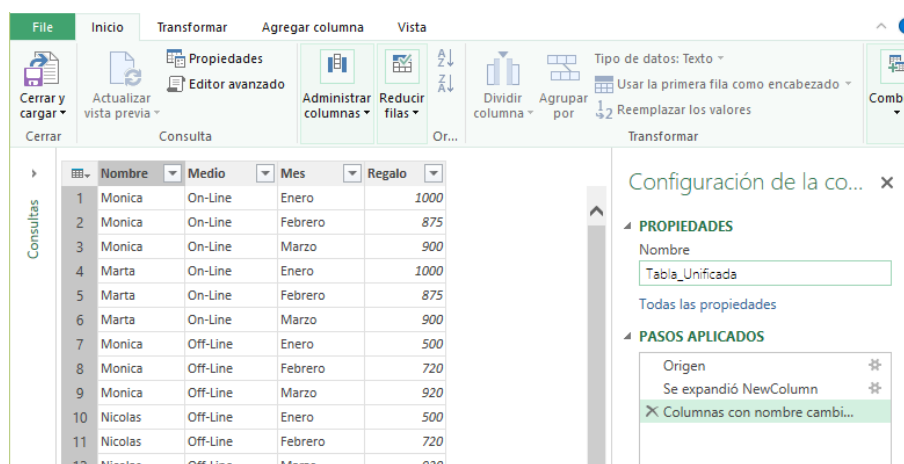 File Inicio Transformar Agregar columna Vista
Propiedades
Editor avanzado
Cerrar y cargar
Actualizar vista previa
Administrar columnas
Reducir filas
Dividir columna
Agrupar por
Tipo de datos: Texto
Usar la primera fila como encabezado
1 2 Reemplazar los valores
Comb
Cerrar Consulta Or... Transformar
Consultas
Nombre Medio Mes Regalo
1 Monica On-Line Enero 1000
2 Monica On-Line Febrero 875
3 Monica On-Line Marzo 900
4 Marta On-Line Enero 1000
5 Marta On-Line Febrero 875
6 Marta On-Line Marzo 900
7 Monica Off-Line Enero 500
8 Monica Off-Line Febrero 720
9 Monica Off-Line Marzo 920
10 Nicolas Off-Line Enero 500
11 Nicolas Off-Line Febrero 720
Configuración de la co...
PROPIEDADES
Nombre
Tabla_Unificada
Todas las propiedades
PASOS APLICADOS
Origen
Se expandió NewColumn
Columnas con nombre cambi...